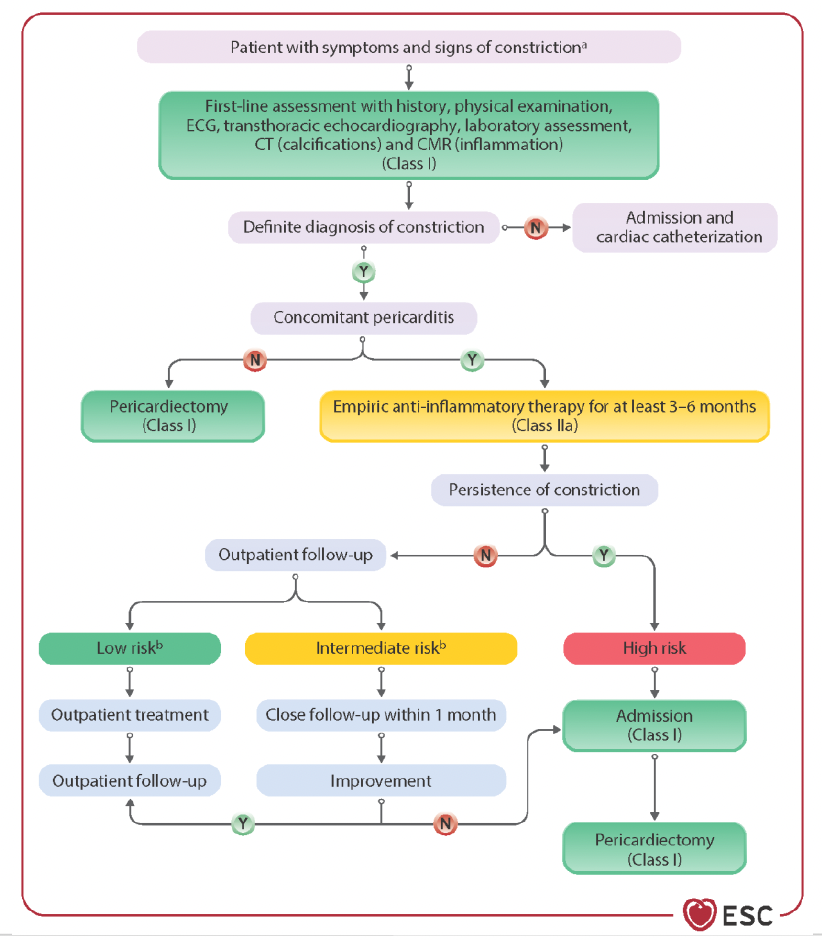 Patient with symptoms and signs of constrictionᵃ
First-line assessment with history, physical examination,
ECG, transthoracic echocardiography, laboratory assessment,
CT (calcifications) and CMR (inflammation)
(Class I)
Definite diagnosis of constriction
N
Admission and
cardiac catheterization
Y
Concomitant pericarditis
N
Y
Pericardiectomy
(Class I)
Empiric anti-inflammatory therapy for at least 3–6 months
(Class IIa)
Persistence of constriction
Outpatient follow-up
N
Y
Low riskᵇ
Intermediate riskᵇ
High risk
Outpatient treatment
Close follow-up within 1 month
Admission
(Class I)
Outpatient follow-up
Improvement
Y
N
Pericardiectomy
(Class I)
ESC